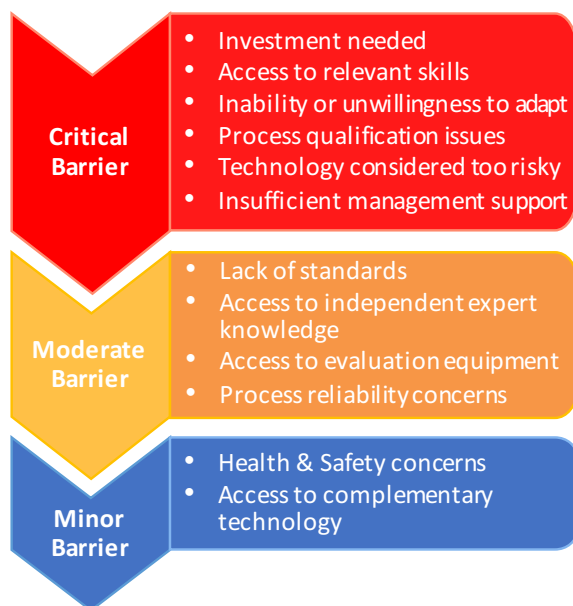 Critical
Barrier
• Investment needed
• Access to relevant skills
• Inability or unwillingness to adapt
• Process qualification issues
• Technology considered too risky
• Insufficient management support
Moderate
Barrier
• Lack of standards
• Access to independent expert
knowledge
• Access to evaluation equipment
• Process reliability concerns
Minor
Barrier
• Health & Safety concerns
• Access to complementary
technology